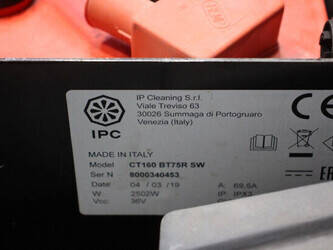 IP Cleaning S.r.l.
Viale Treviso 63
30026 Summaga di Portogruaro
Venezia (Italy)
IPC
MADE IN ITALY
Model CT160 BT75R SW
Ser N 8000340453
Date 04 / 03 / 19 A: 69,5A
W 2502W IP: IPX3
Vcc: 36V